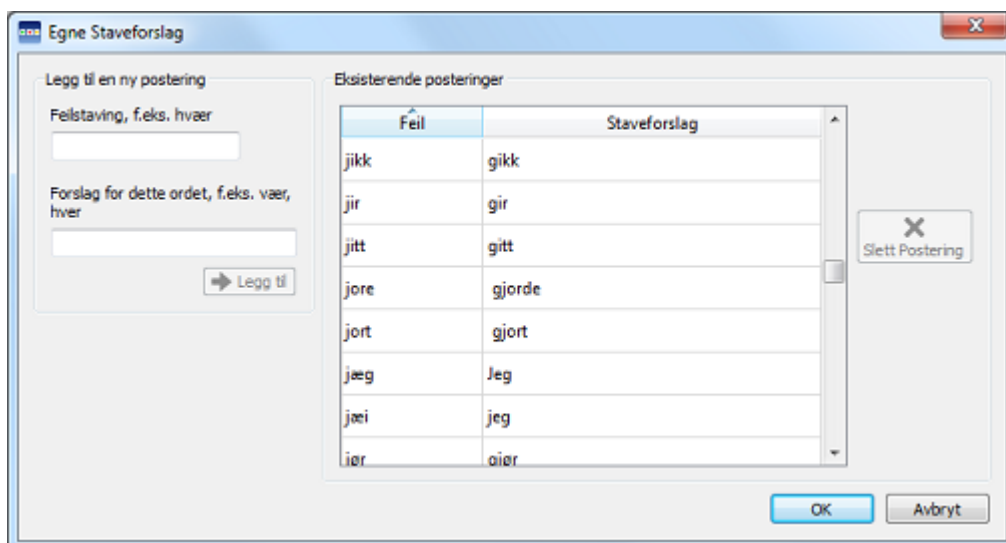 Egne Staveforslag
Legg til en ny postering
Feilstaving, f.eks. hvær
Forslag for dette ordet, f.eks. vær,
hver
Legg til
Eksisterende posteringer
Feil Staveforslag
jikk gikk
jir gir
jitt gitt
jore gjorde
jort gjort
jæg Jeg
jæi jeg
jør gjør
Slett Postering
OK Avbryt